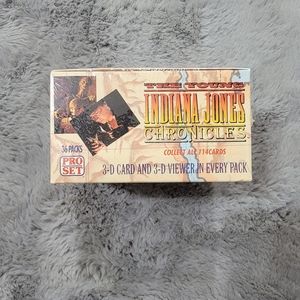 THE YOUNG
INDIANA JONES
CHRONICLES
COLLECT ALL 114 CARDS
36 PACKS
PRO
SET
3-D CARD AND 3-D VIEWER IN EVERY PACK